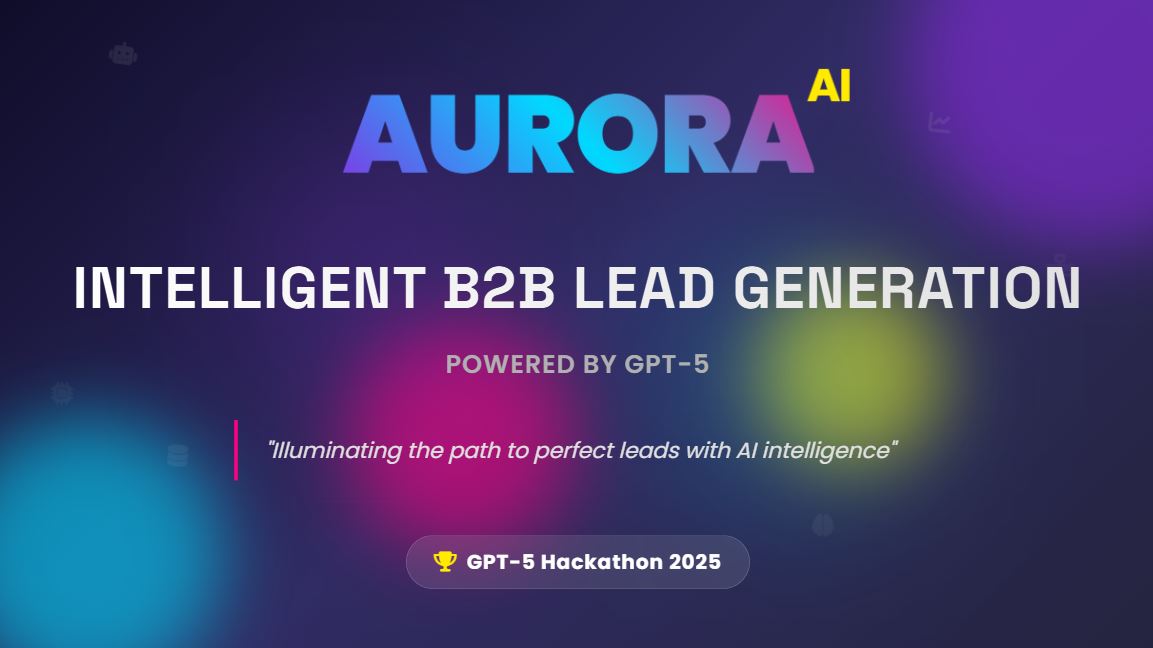 AURORA AI
INTELLIGENT B2B LEAD GENERATION
POWERED BY GPT-5
"Illuminating the path to perfect leads with AI intelligence"
GPT-5 Hackathon 2025